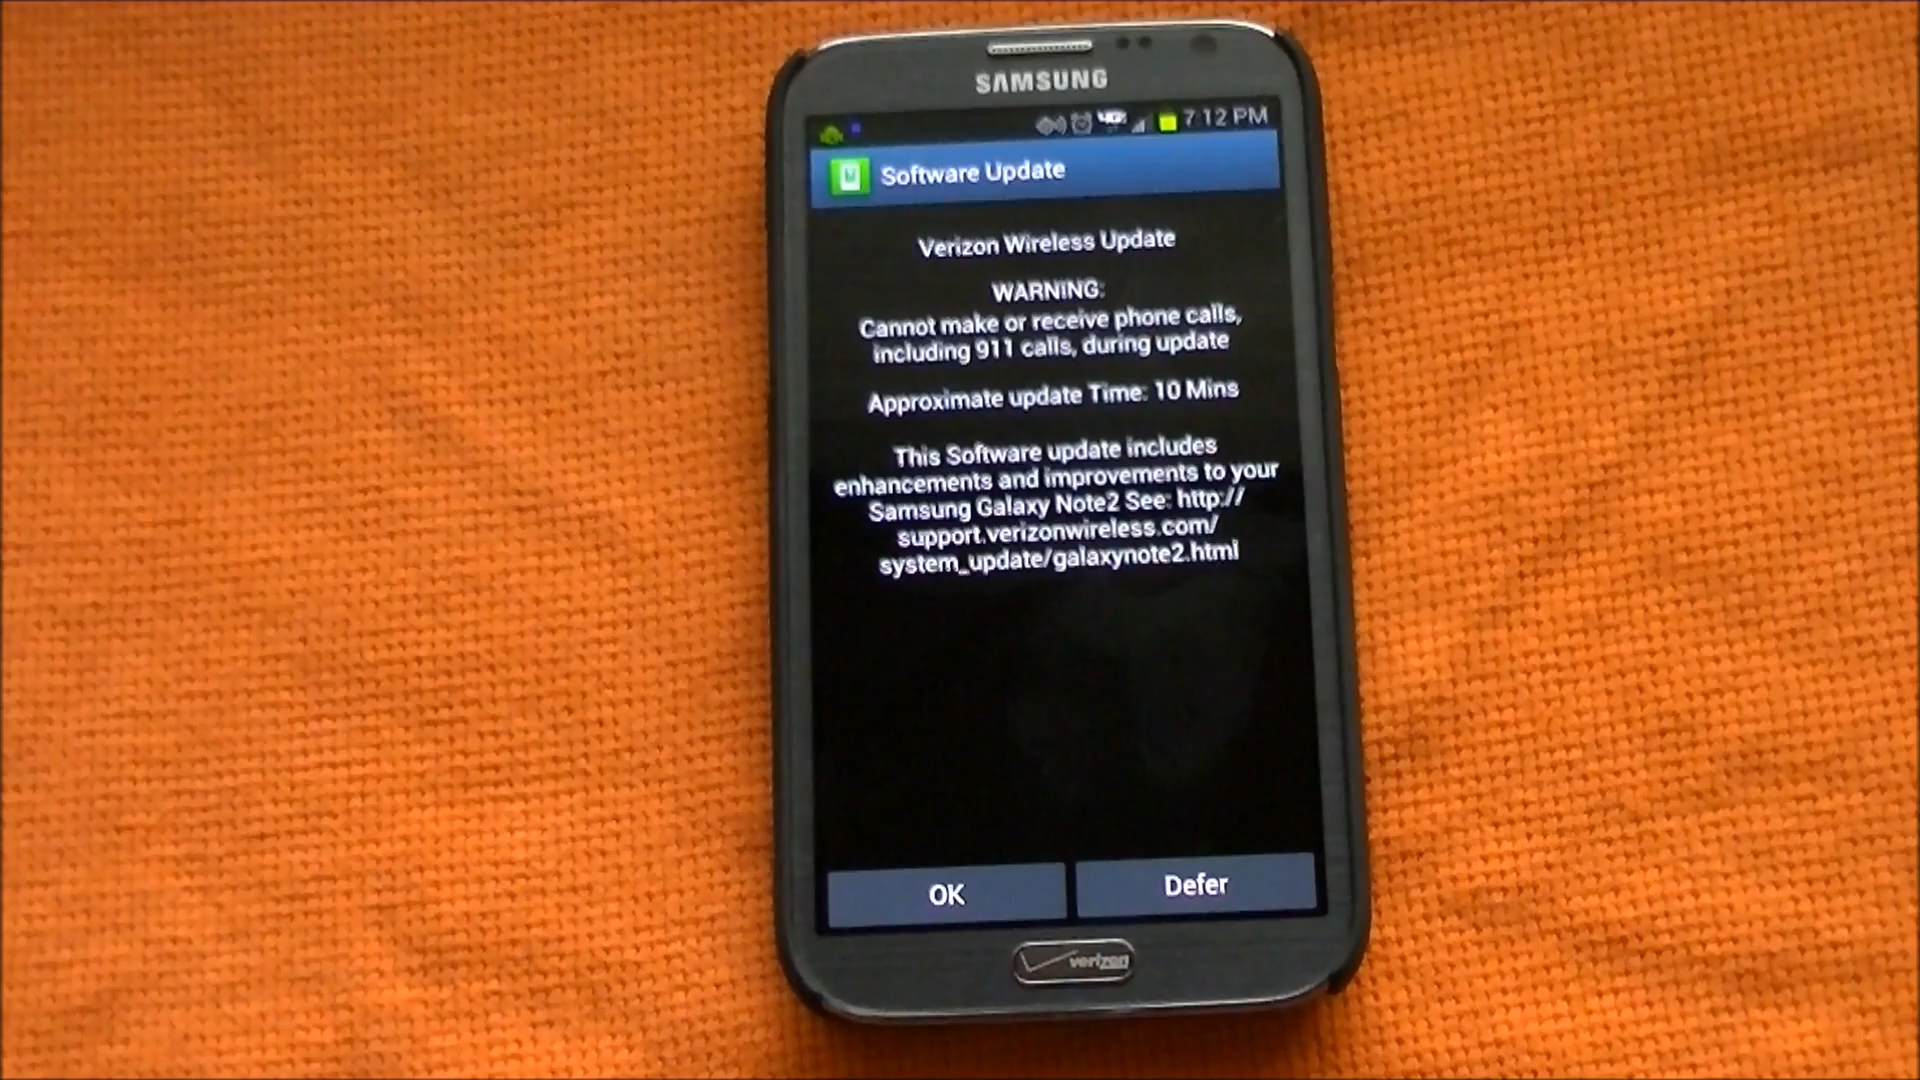 SAMSUNG
4G 7:12 PM
Software Update
Verizon Wireless Update
WARNING:
Cannot make or receive phone calls,
including 911 calls, during update
Approximate update Time: 10 Mins
This Software update includes
enhancements and improvements to your
Samsung Galaxy Note2 See: http://
support.verizonwireless.com/
system_update/galaxynote2.html
OK
Defer
verizon